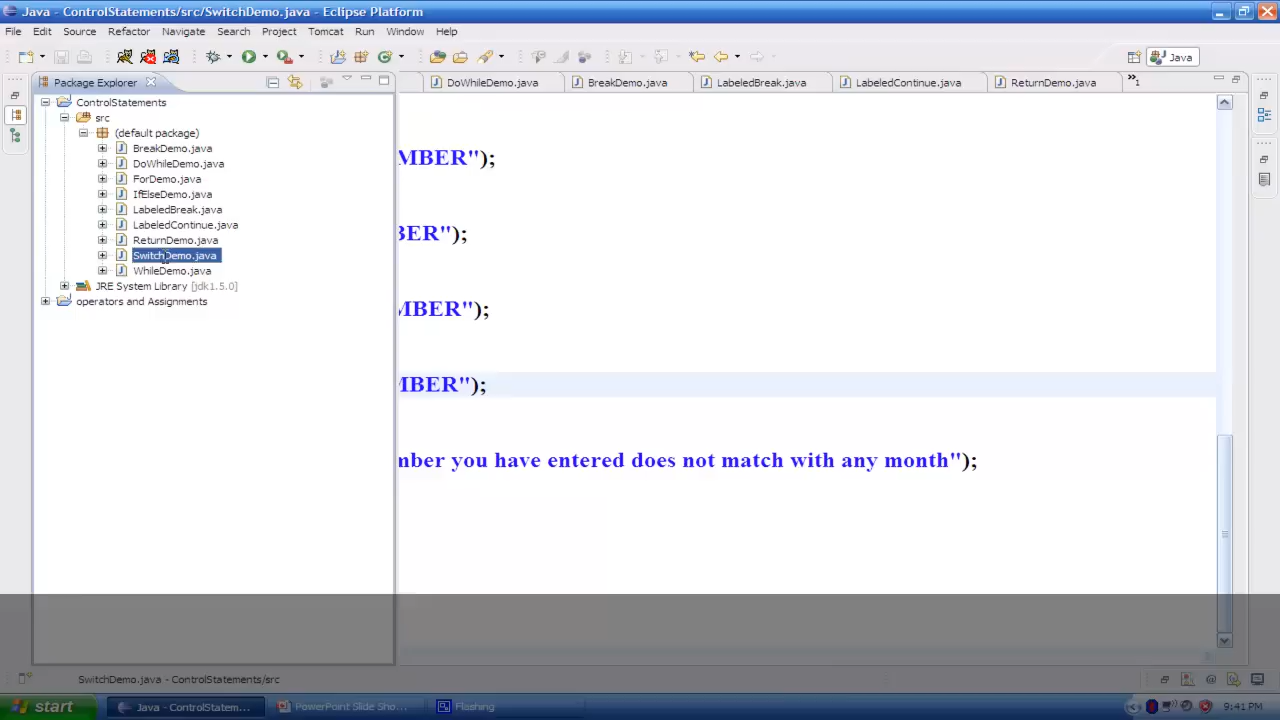 Java - ControlStatements/src/SwitchDemo.java - Eclipse Platform
File Edit Source Refactor Navigate Search Project Tomcat Run Window Help
Java
Package Explorer DoWhileDemo.java BreakDemo.java LabeledBreak.java LabeledContinue.java ReturnDemo.java »1
ControlStatements
src
(default package)
BreakDemo.java
DoWhileDemo.java
ForDemo.java
IfElseDemo.java
LabeledBreak.java
LabeledContinue.java
ReturnDemo.java
SwitchDemo.java
WhileDemo.java
JRE System Library [jdk1.5.0]
operators and Assignments
MBER");
BER");
MBER");
MBER");
mber you have entered does not match with any month");
SwitchDemo.java - ControlStatements/src
start Java - ControlStatem... PowerPoint Slide Sho... Flashing 9:41 PM